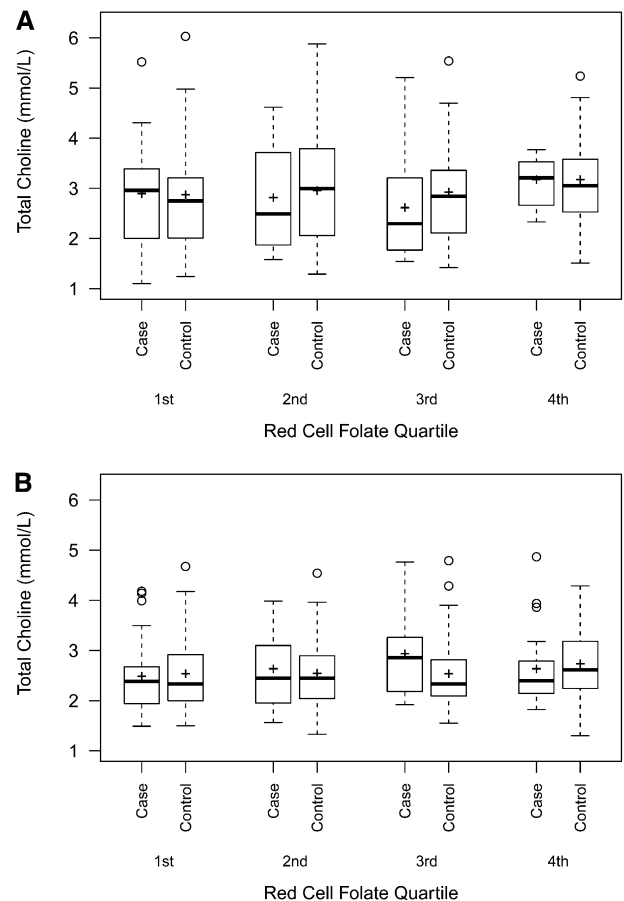 A
Total Choline (mmol/L)
6
5
4
3
2
1
Case Control Case Control Case Control Case Control
1st 2nd 3rd 4th
Red Cell Folate Quartile
B
Total Choline (mmol/L)
6
5
4
3
2
1
Case Control Case Control Case Control Case Control
1st 2nd 3rd 4th
Red Cell Folate Quartile